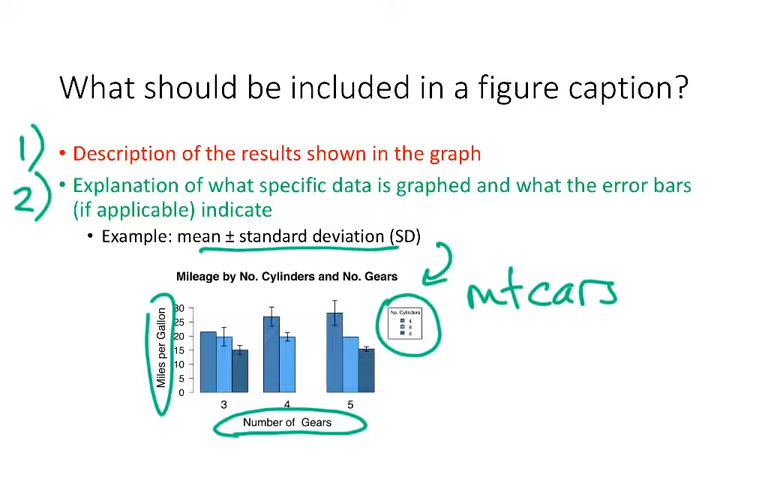 What should be included in a figure caption?
1) • Description of the results shown in the graph
2) • Explanation of what specific data is graphed and what the error bars
(if applicable) indicate
• Example: mean ± standard deviation (SD)
Mileage by No. Cylinders and No. Gears
mtcars
Miles per Gallon
30
25
20
15
10
5
0
No. Cylinders
4
6
8
3 4 5
Number of Gears